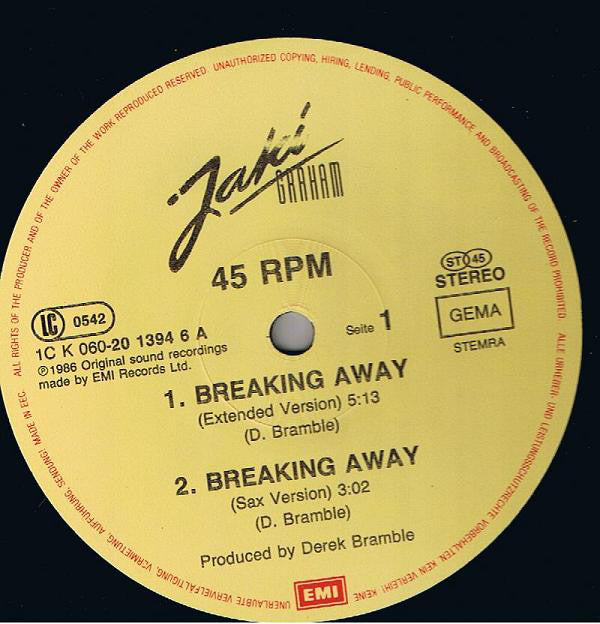 ALL RIGHTS OF THE PRODUCER AND OF THE OWNER OF THE WORK REPRODUCED RESERVED. UNAUTHORIZED COPYING, HIRING, LENDING, PUBLIC PERFORMANCE AND BROADCASTING OF THE RECORD PROHIBITED. ALLE URHEBER- UND LEISTUNGSSCHUTZRECHTE VORBEHALTEN. KEIN VERLEIH! KEINE UNERLAUBTE VERVIELFÄLTIGUNG, VERMIETUNG, AUFFÜHRUNG, SENDUNG! MADE IN EEC.
Jaki
GRAHAM
45 RPM
ST 45
STEREO
GEMA
STEMRA
LC 0542
1C K 060-20 1394 6 A
℗1986 Original sound recordings
made by EMI Records Ltd.
Seite 1
1. BREAKING AWAY
(Extended Version) 5:13
(D. Bramble)
2. BREAKING AWAY
(Sax Version) 3:02
(D. Bramble)
Produced by Derek Bramble
EMI